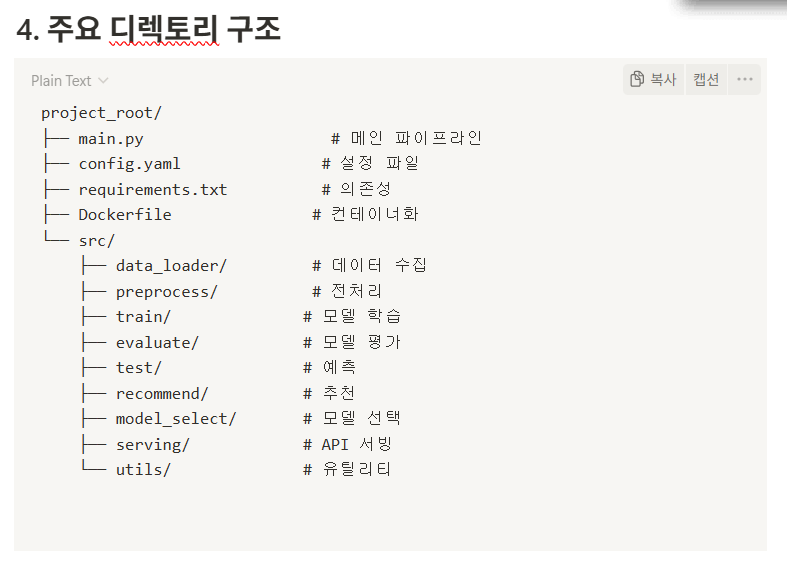 4. 주요 디렉토리 구조
Plain Text
복사 캡션 ···
project_root/
├── main.py                    # 메인 파이프라인
├── config.yaml               # 설정 파일
├── requirements.txt          # 의존성
├── Dockerfile               # 컨테이너화
└── src/
    ├── data_loader/         # 데이터 수집
    ├── preprocess/          # 전처리
    ├── train/              # 모델 학습
    ├── evaluate/           # 모델 평가
    ├── test/               # 예측
    ├── recommend/          # 추천
    ├── model_select/       # 모델 선택
    ├── serving/            # API 서빙
    └── utils/              # 유틸리티